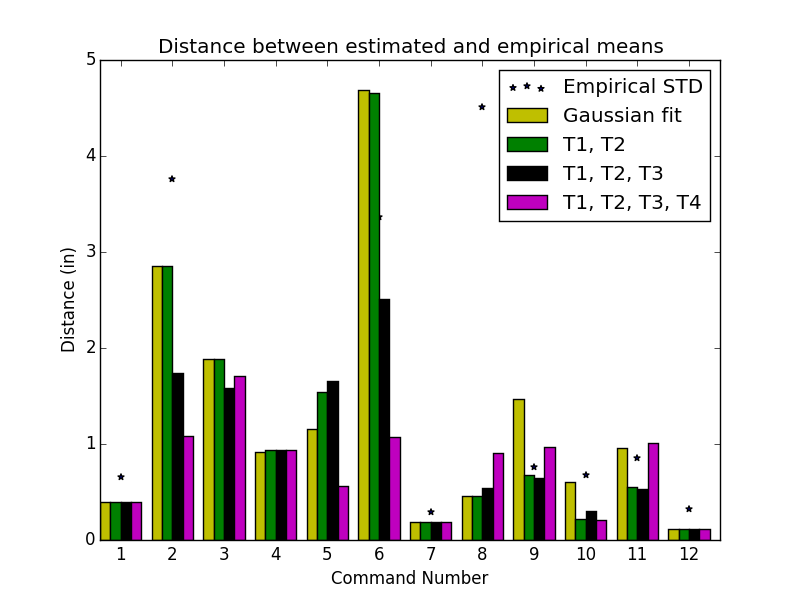 Distance between estimated and empirical means
5
4
3
2
1
0
Distance (in)
Empirical STD
Gaussian fit
T1, T2
T1, T2, T3
T1, T2, T3, T4
1 2 3 4 5 6 7 8 9 10 11 12
Command Number